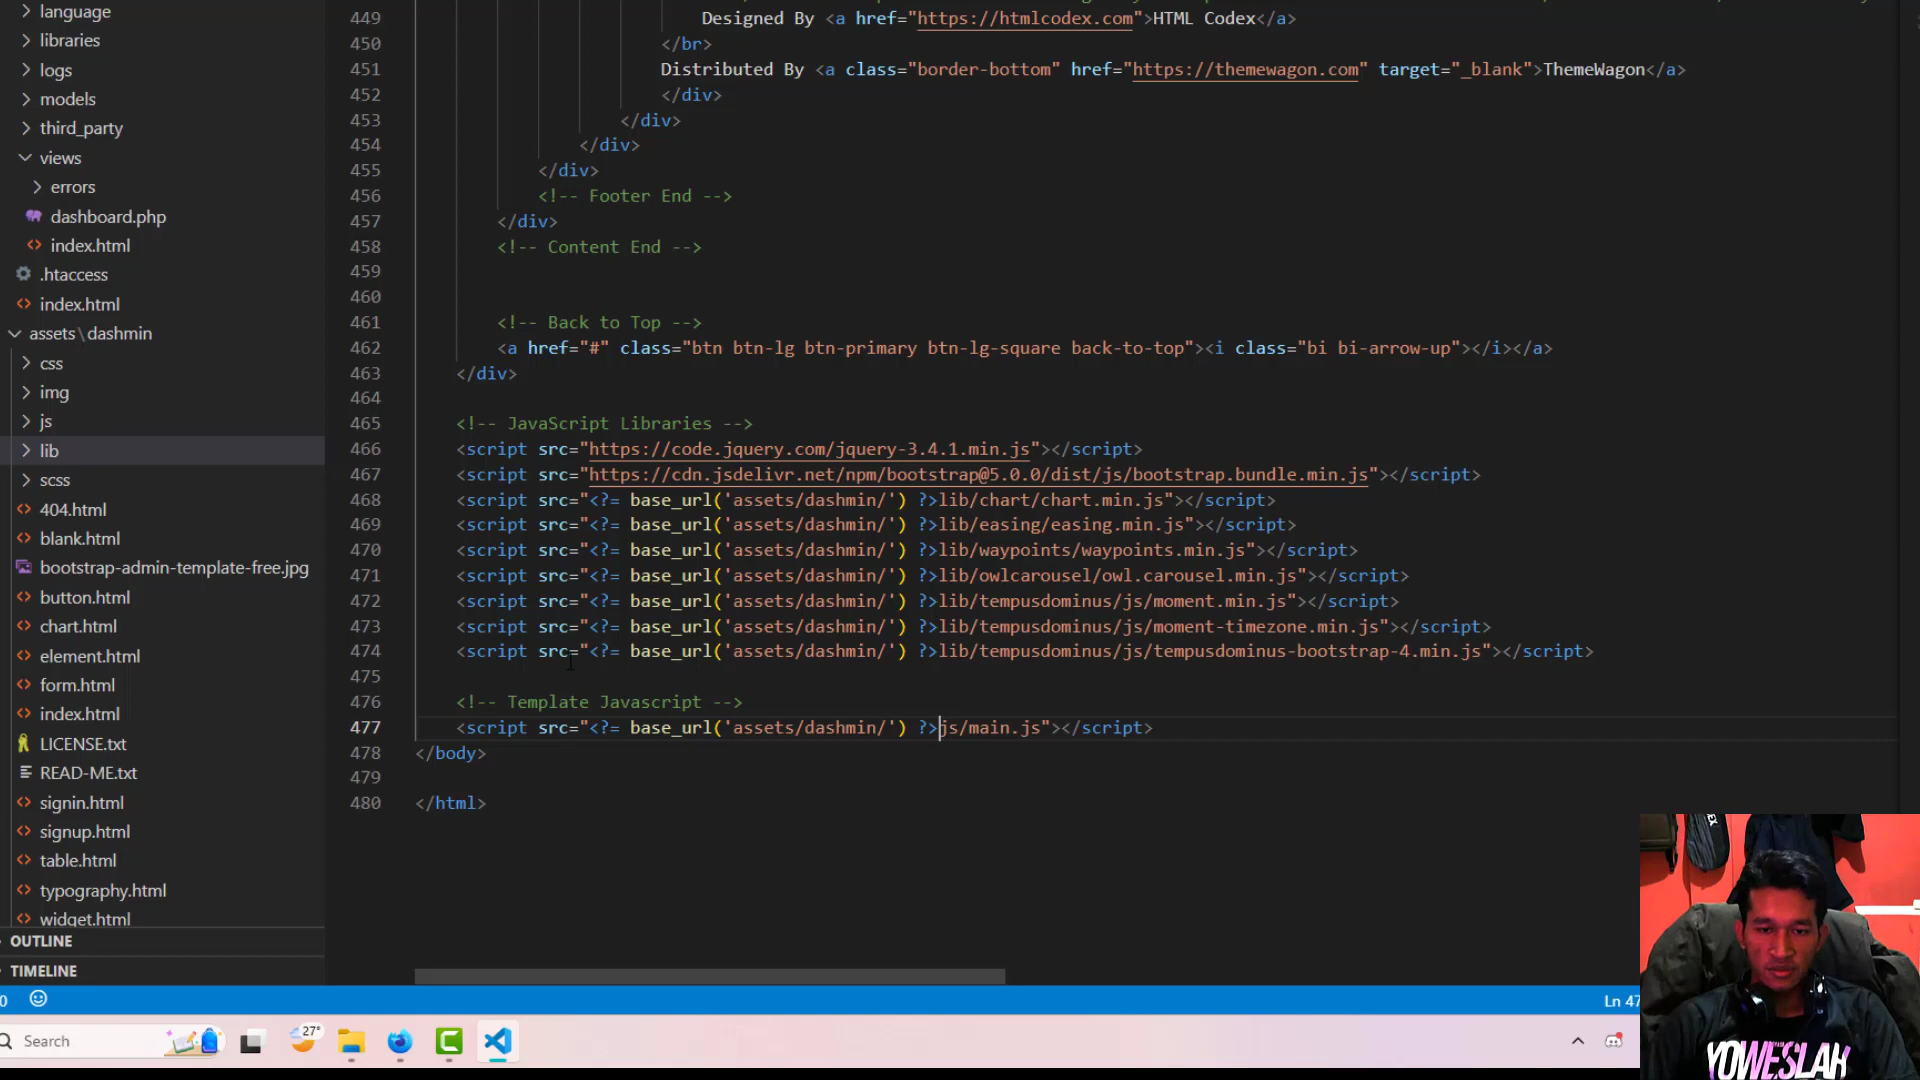 language
libraries
logs
models
third_party
views
errors
dashboard.php
index.html
.htaccess
index.html
assets\dashmin
css
img
js
lib
scss
404.html
blank.html
bootstrap-admin-template-free.jpg
button.html
chart.html
element.html
form.html
index.html
LICENSE.txt
READ-ME.txt
signin.html
signup.html
table.html
typography.html
widget.html
OUTLINE
TIMELINE
449 Designed By <a href="https://htmlcodex.com">HTML Codex</a>
450 </br>
451 Distributed By <a class="border-bottom" href="https://themewagon.com" target="_blank">ThemeWagon</a>
452 </div>
453 </div>
454 </div>
455 </div>
456 <!-- Footer End -->
457 </div>
458 <!-- Content End -->
459
460
461 <!-- Back to Top -->
462 <a href="#" class="btn btn-lg btn-primary btn-lg-square back-to-top"><i class="bi bi-arrow-up"></i></a>
463 </div>
464
465 <!-- JavaScript Libraries -->
466 <script src="https://code.jquery.com/jquery-3.4.1.min.js"></script>
467 <script src="https://cdn.jsdelivr.net/npm/bootstrap@5.0.0/dist/js/bootstrap.bundle.min.js"></script>
468 <script src="<?= base_url('assets/dashmin/') ?>lib/chart/chart.min.js"></script>
469 <script src="<?= base_url('assets/dashmin/') ?>lib/easing/easing.min.js"></script>
470 <script src="<?= base_url('assets/dashmin/') ?>lib/waypoints/waypoints.min.js"></script>
471 <script src="<?= base_url('assets/dashmin/') ?>lib/owlcarousel/owl.carousel.min.js"></script>
472 <script src="<?= base_url('assets/dashmin/') ?>lib/tempusdominus/js/moment.min.js"></script>
473 <script src="<?= base_url('assets/dashmin/') ?>lib/tempusdominus/js/moment-timezone.min.js"></script>
474 <script src="<?= base_url('assets/dashmin/') ?>lib/tempusdominus/js/tempusdominus-bootstrap-4.min.js"></script>
475
476 <!-- Template Javascript -->
477 <script src="<?= base_url('assets/dashmin/') ?>js/main.js"></script>
478 </body>
479
480 </html>
0
Ln 47
Search
27°
YOWESLAH